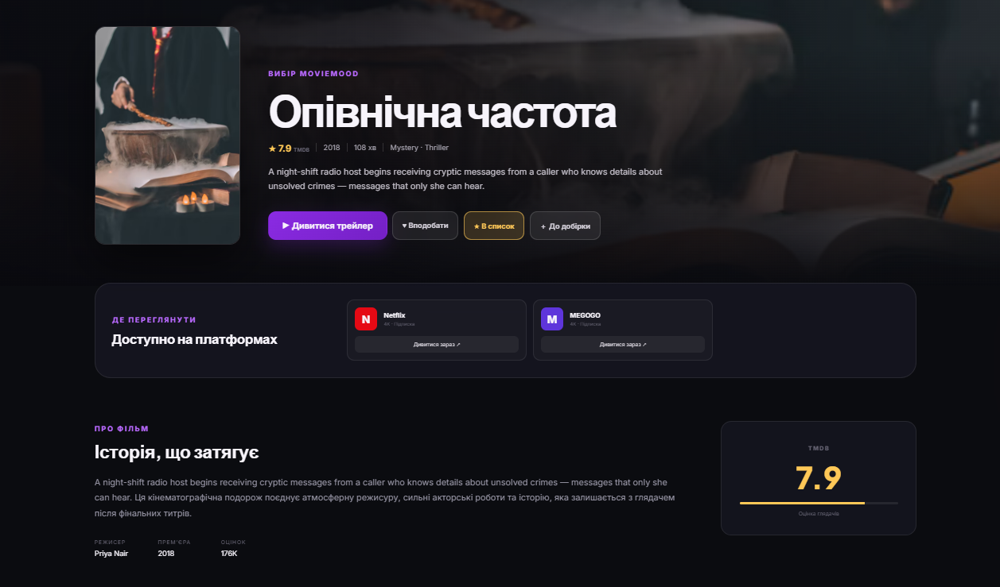 ВИБІР MOVIEMOOD
Опівнічна частота
★ 7.9 TMDB 2018 108 хв Mystery · Thriller
A night-shift radio host begins receiving cryptic messages from a caller who knows details about
unsolved crimes — messages that only she can hear.
▶ Дивитися трейлер ♥ Вподобати ★ В список + До добірки
ДЕ ПЕРЕГЛЯНУТИ
Доступно на платформах
N Netflix
4K · Підписка
Дивитися зараз ↗
M MEGOGO
4K · Підписка
Дивитися зараз ↗
ПРО ФІЛЬМ
Історія, що затягує
A night-shift radio host begins receiving cryptic messages from a caller who knows details about unsolved crimes — messages that only she
can hear. Ця кінематографічна подорож поєднує атмосферну режисуру, сильні акторські роботи та історію, яка залишається з глядачем
після фінальних титрів.
РЕЖИСЕР ПРЕМ'ЄРА ОЦІНОК
Priya Nair 2018 176K
TMDB
7.9
Оцінка глядачів